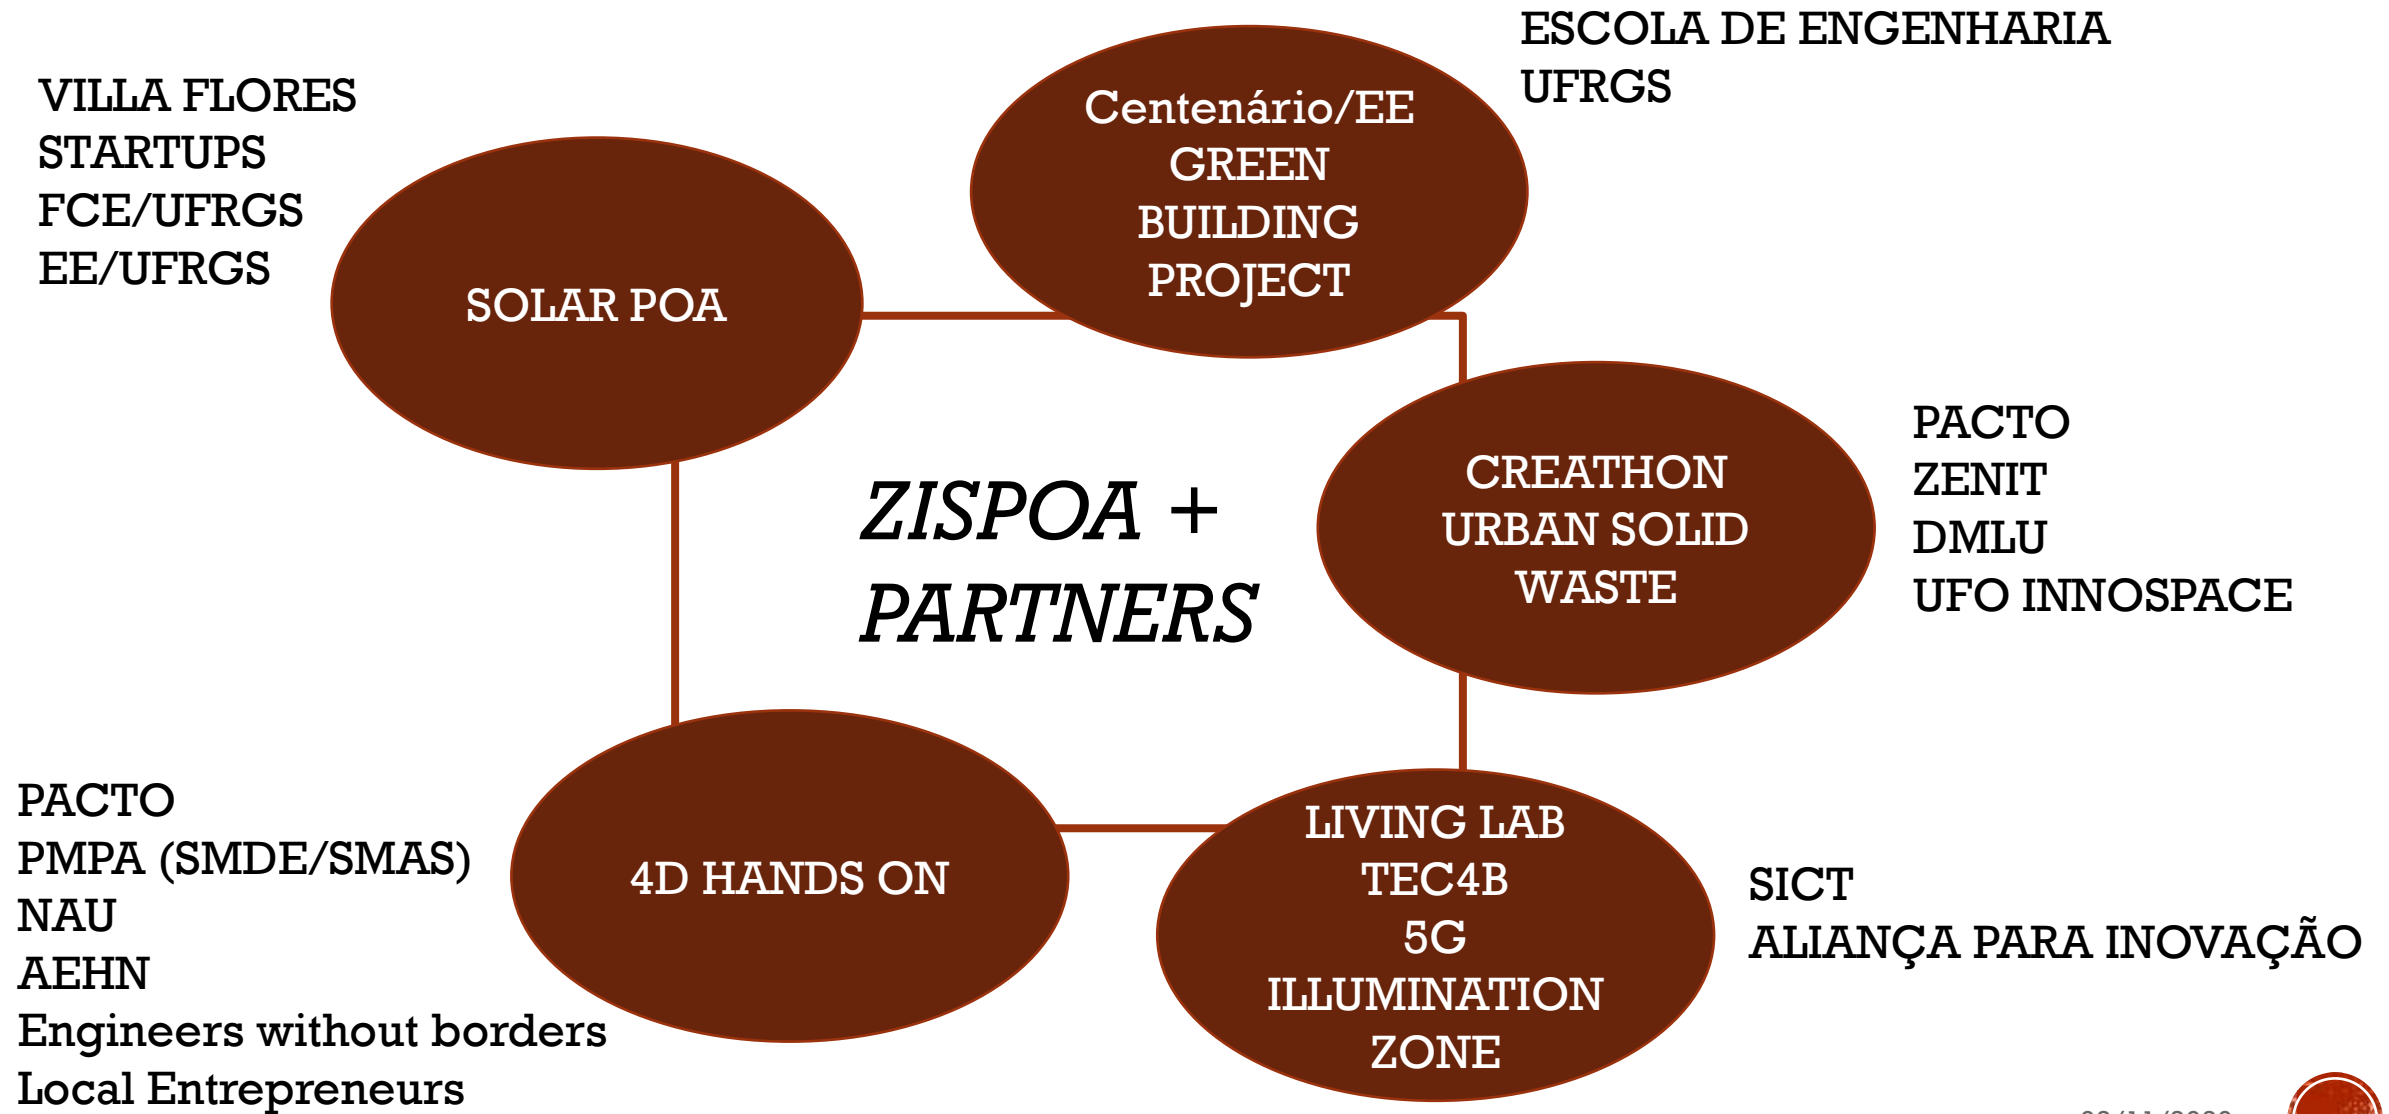 VILLA FLORES
STARTUPS
FCE/UFRGS
EE/UFRGS
SOLAR POA
Centenário/EE
GREEN
BUILDING
PROJECT
ESCOLA DE ENGENHARIA
UFRGS
CREATHON
URBAN SOLID
WASTE
PACTO
ZENIT
DMLU
UFO INNOSPACE
ZISPOA +
PARTNERS
PACTO
PMPA (SMDE/SMAS)
NAU
AEHN
Engineers without borders
Local Entrepreneurs
4D HANDS ON
LIVING LAB
TEC4B
5G
ILLUMINATION
ZONE
SICT
ALIANÇA PARA INOVAÇÃO